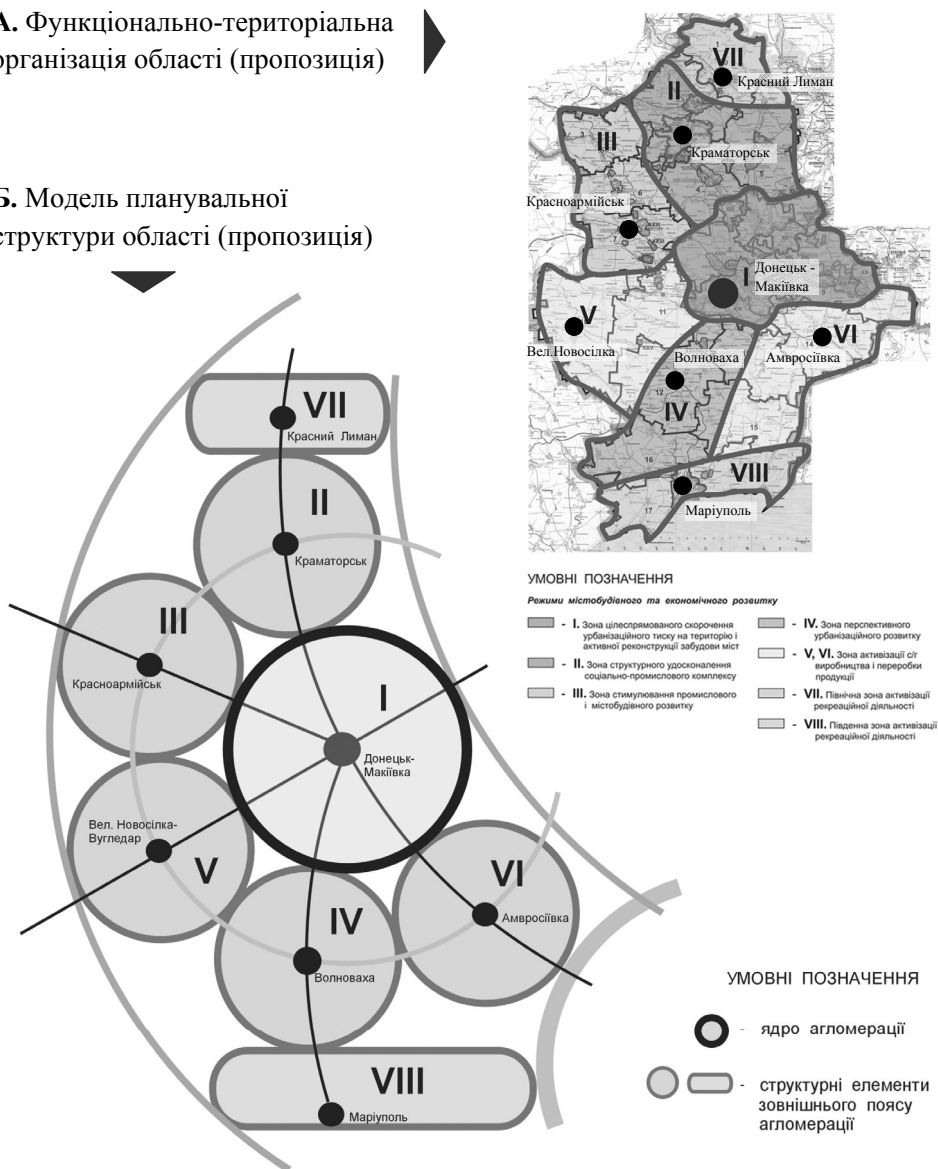 А. Функціонально-територіальна
організація області (пропозиція)
Б. Модель планувальної
структури області (пропозиція)
VII
Красний Лиман
II
Краматорськ
III
Красноармійськ
I
Донецьк -
Макіївка
V
Вел.Новосілка
Волноваха
IV
VI
Амвросіївка
VIII
Маріуполь
УМОВНІ ПОЗНАЧЕННЯ
Режими містобудівного та економічного розвитку
- I. Зона цілеспрямованого скорочення
урбанізаційного тиску на територію і
активної реконструкції забудови міст
- II. Зона структурного удосконалення
соціально-промислового комплексу
- III. Зона стимулювання промислового
і містобудівного розвитку
- IV. Зона перспективного
урбанізаційного розвитку
- V, VI. Зона активізації с/г
виробництва і переробки
продукції
- VII. Північна зона активізації
рекреаційної діяльності
- VIII. Південна зона активізації
рекреаційної діяльності
VII
Красний Лиман
II
Краматорськ
III
Красноармійськ
I
Донецьк-
Макіївка
Вел. Новосілка-
Вугледар
V
IV
Волноваха
VI
Амвросіївка
VIII
Маріуполь
УМОВНІ ПОЗНАЧЕННЯ
- ядро агломерації
- структурні елементи
зовнішнього поясу
агломерації